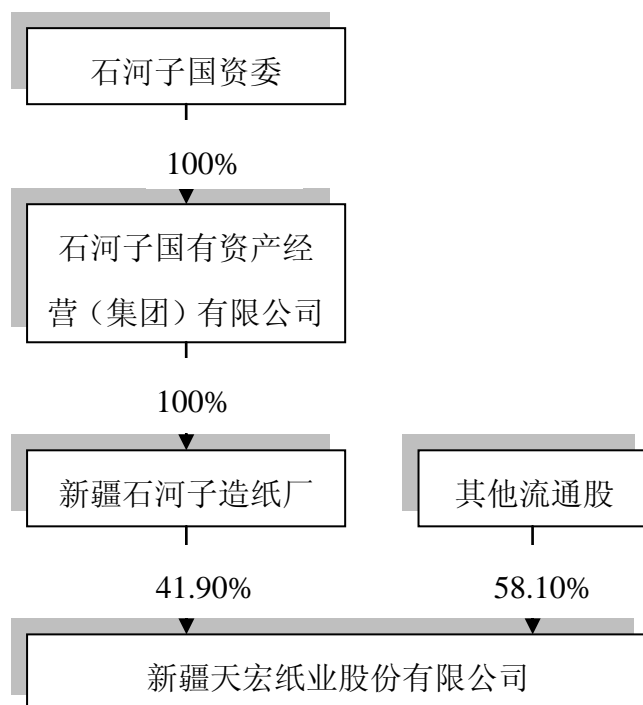 石河子国资委
100%
石河子国有资产经
营（集团）有限公司
100%
新疆石河子造纸厂
其他流通股
41.90%
58.10%
新疆天宏纸业股份有限公司